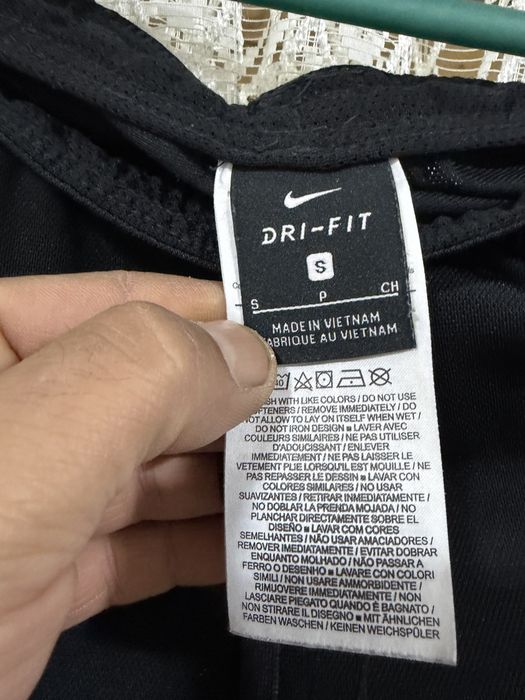 DRI-FIT
S
S P CH
MADE IN VIETNAM
FABRIQUE AU VIETNAM
40
WITH LIKE COLORS / DO NOT USE
SOFTENERS / REMOVE IMMEDIATELY / DO
NOT ALLOW TO LAY ON ITSELF WHEN WET /
DO NOT IRON DESIGN ■ LAVER AVEC
COULEURS SIMILAIRES / NE PAS UTILISER
D'ADOUCISSANT / ENLEVER
IMMEDIATEMENT / NE PAS LAISSER LE
VETEMENT PLIE LORSQU'IL EST MOUILLE / NE
PAS REPASSER LE DESSIN ■ LAVAR CON
COLORES SIMILARES / NO USAR
SUAVIZANTES / RETIRAR INMEDIATAMENTE /
NO DOBLAR LA PRENDA MOJADA / NO
PLANCHAR DIRECTAMENTE SOBRE EL
DISEÑO ■ LAVAR COM CORES
SEMELHANTES / NÃO USAR AMACIADORES /
REMOVER IMEDIATAMENTE / EVITAR DOBRAR
ENQUANTO MOLHADO / NÃO PASSAR A
FERRO O DESENHO ■ LAVARE CON COLORI
SIMILI / NON USARE AMMORBIDENTE /
RIMUOVERE IMMEDIATAMENTE / NON
LASCIARE PIEGATO QUANDO È BAGNATO /
NON STIRARE IL DISEGNO ■ MIT ÄHNLICHEN
FARBEN WASCHEN / KEINEN WEICHSPÜLER